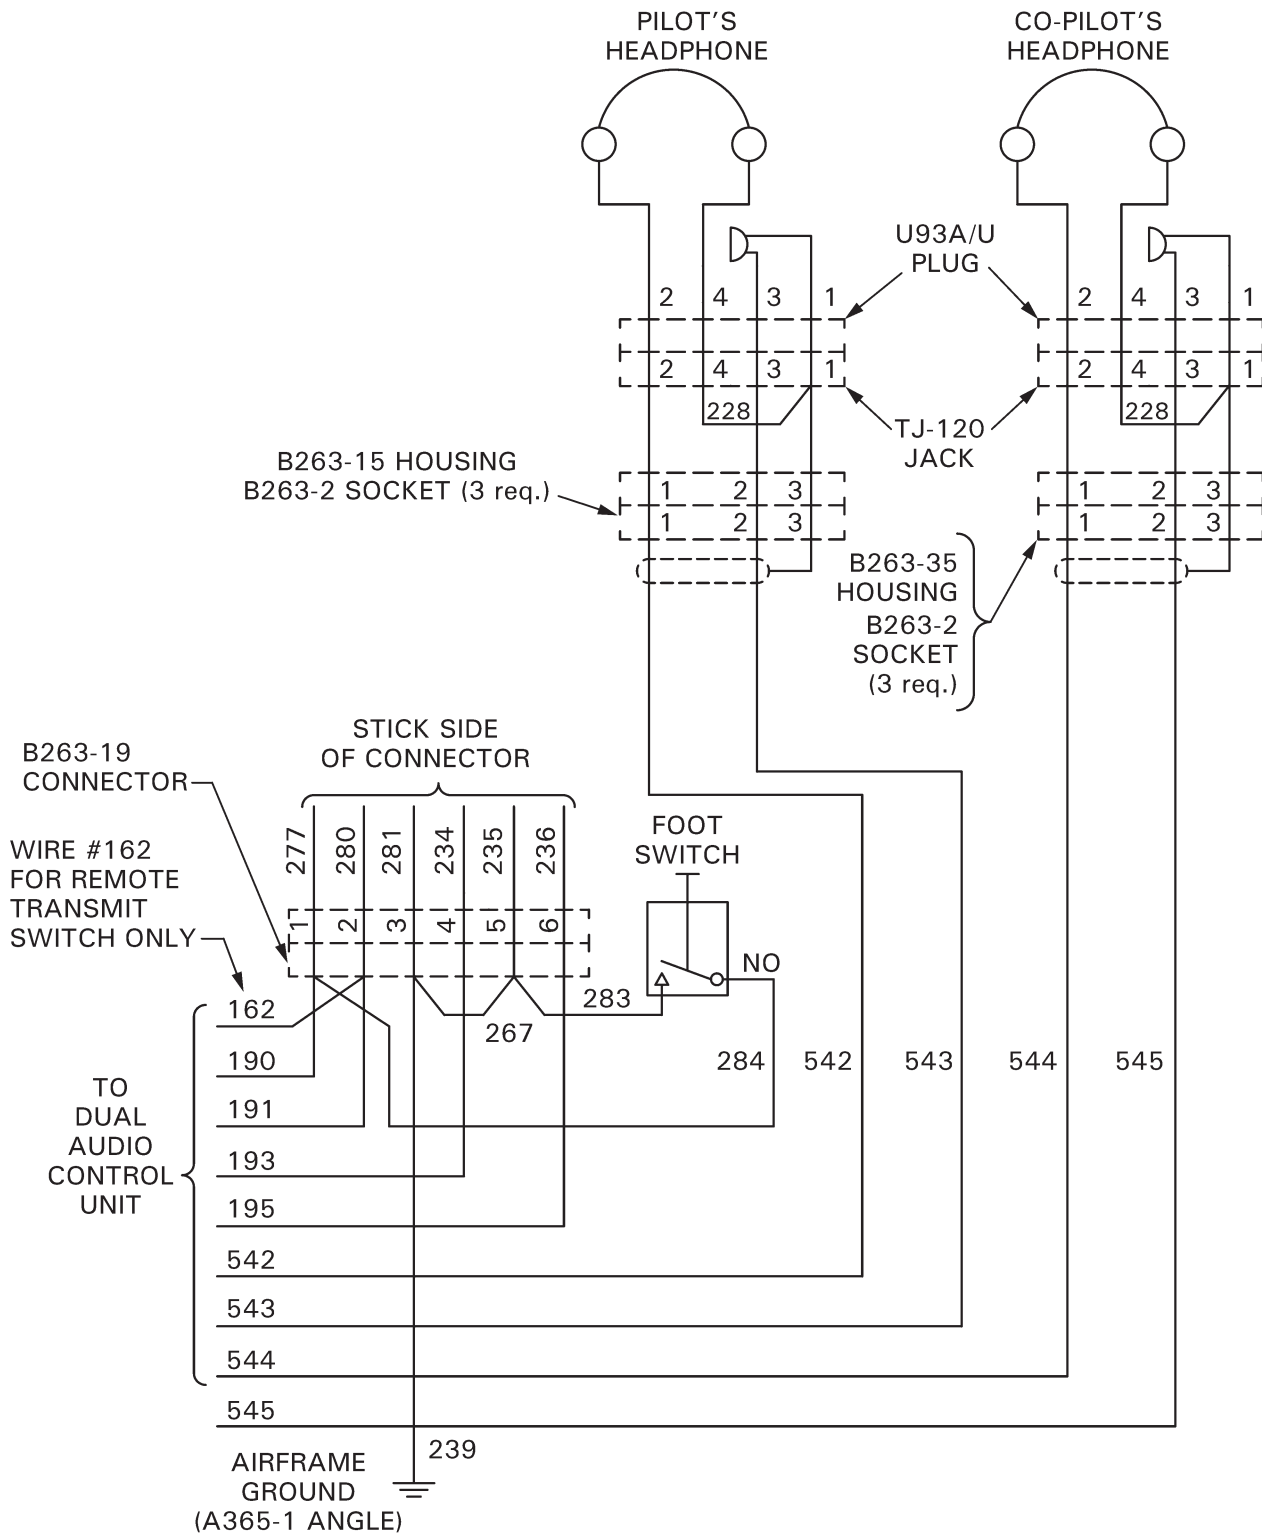 PILOT'S
HEADPHONE
CO-PILOT'S
HEADPHONE
U93A/U
PLUG
2 4 3 1
2 4 3 1
2 4 3 1
2 4 3 1
228
228
TJ-120
JACK
B263-15 HOUSING
B263-2 SOCKET (3 req.)
1 2 3
1 2 3
1 2 3
1 2 3
B263-35
HOUSING
B263-2
SOCKET
(3 req.)
STICK SIDE
OF CONNECTOR
B263-19
CONNECTOR
277 280 281 234 235 236
FOOT
SWITCH
WIRE #162
FOR REMOTE
TRANSMIT
SWITCH ONLY
1 2 3 4 5 6
NO
283
267
162
190
284 542 543 544 545
TO
DUAL
AUDIO
CONTROL
UNIT
191
193
195
542
543
544
545
239
AIRFRAME
GROUND
(A365-1 ANGLE)